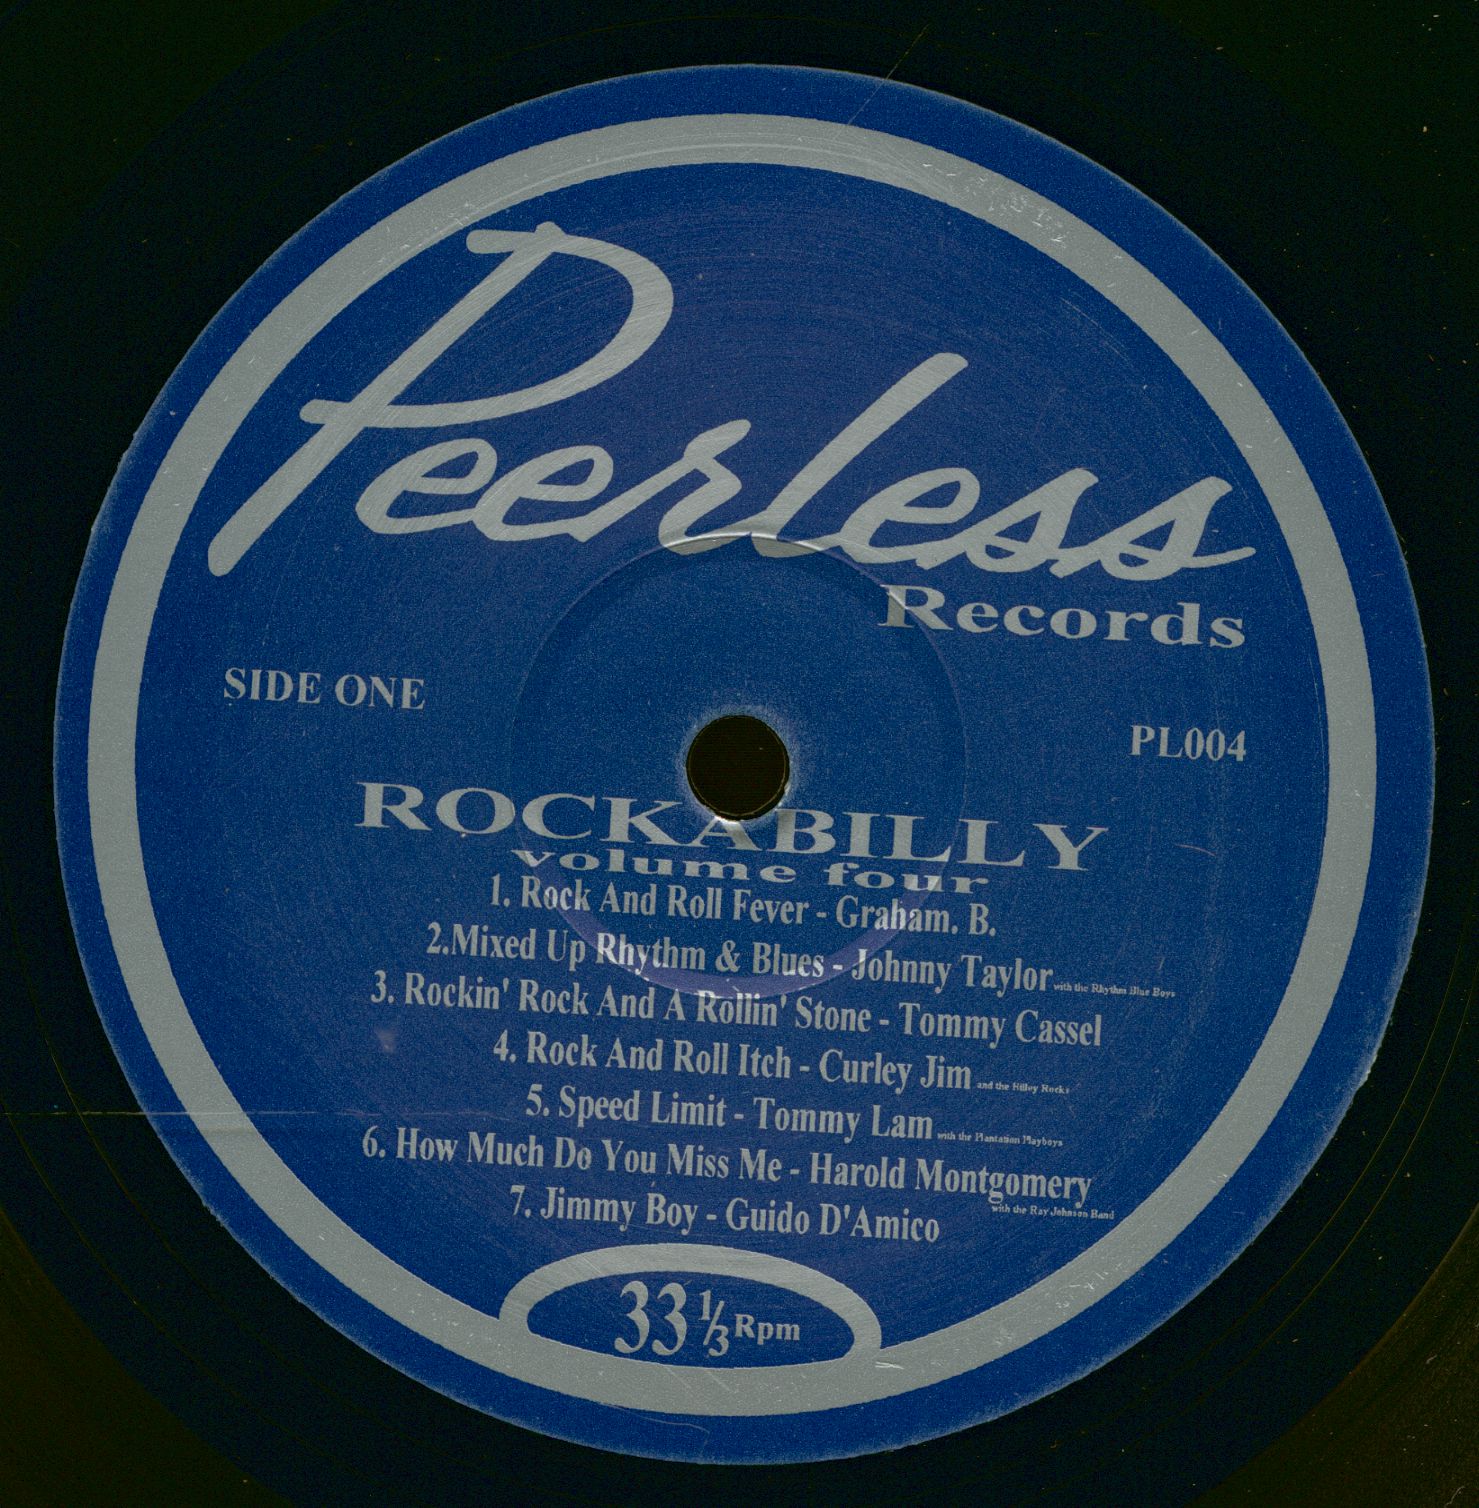 Peerless
Records
SIDE ONE
PL004
ROCKABILLY
volume four
1. Rock And Roll Fever - Graham. B.
2.Mixed Up Rhythm & Blues - Johnny Taylor with the Rhythm Blue Boys
3. Rockin' Rock And A Rollin' Stone - Tommy Cassel
4. Rock And Roll Itch - Curley Jim and the Billey Rocks
5. Speed Limit - Tommy Lam with the Plantation Playboys
6. How Much Do You Miss Me - Harold Montgomery
with the Ray Johnson Band
7. Jimmy Boy - Guido D'Amico
33 1/3 Rpm